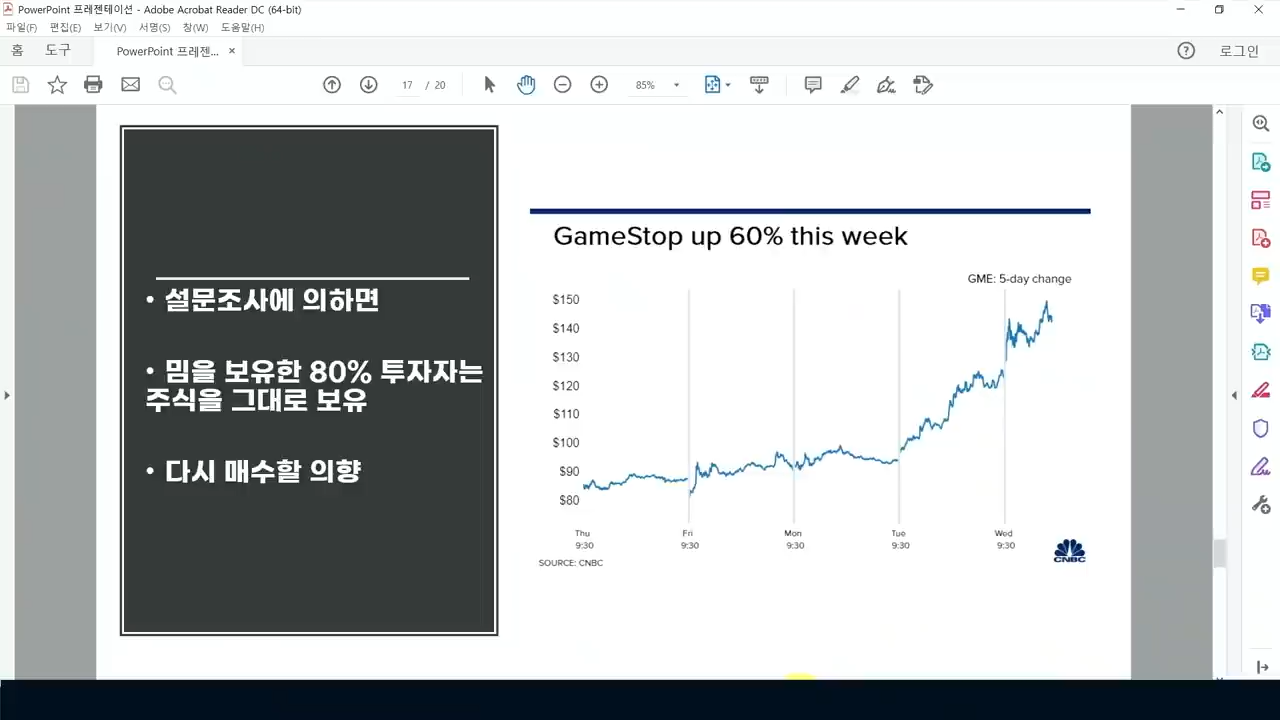 PowerPoint 프레젠테이션 - Adobe Acrobat Reader DC (64-bit)
파일(F) 편집(E) 보기(V) 서명(S) 창(W) 도움말(H)
홈 도구 PowerPoint 프레젠... × 로그인
17 / 20 85%
• 설문조사에 의하면
• 밈을 보유한 80% 투자자는
주식을 그대로 보유
• 다시 매수할 의향
GameStop up 60% this week
GME: 5-day change
$150
$140
$130
$120
$110
$100
$90
$80
Thu Fri Mon Tue Wed
9:30 9:30 9:30 9:30 9:30
SOURCE: CNBC
CNBC